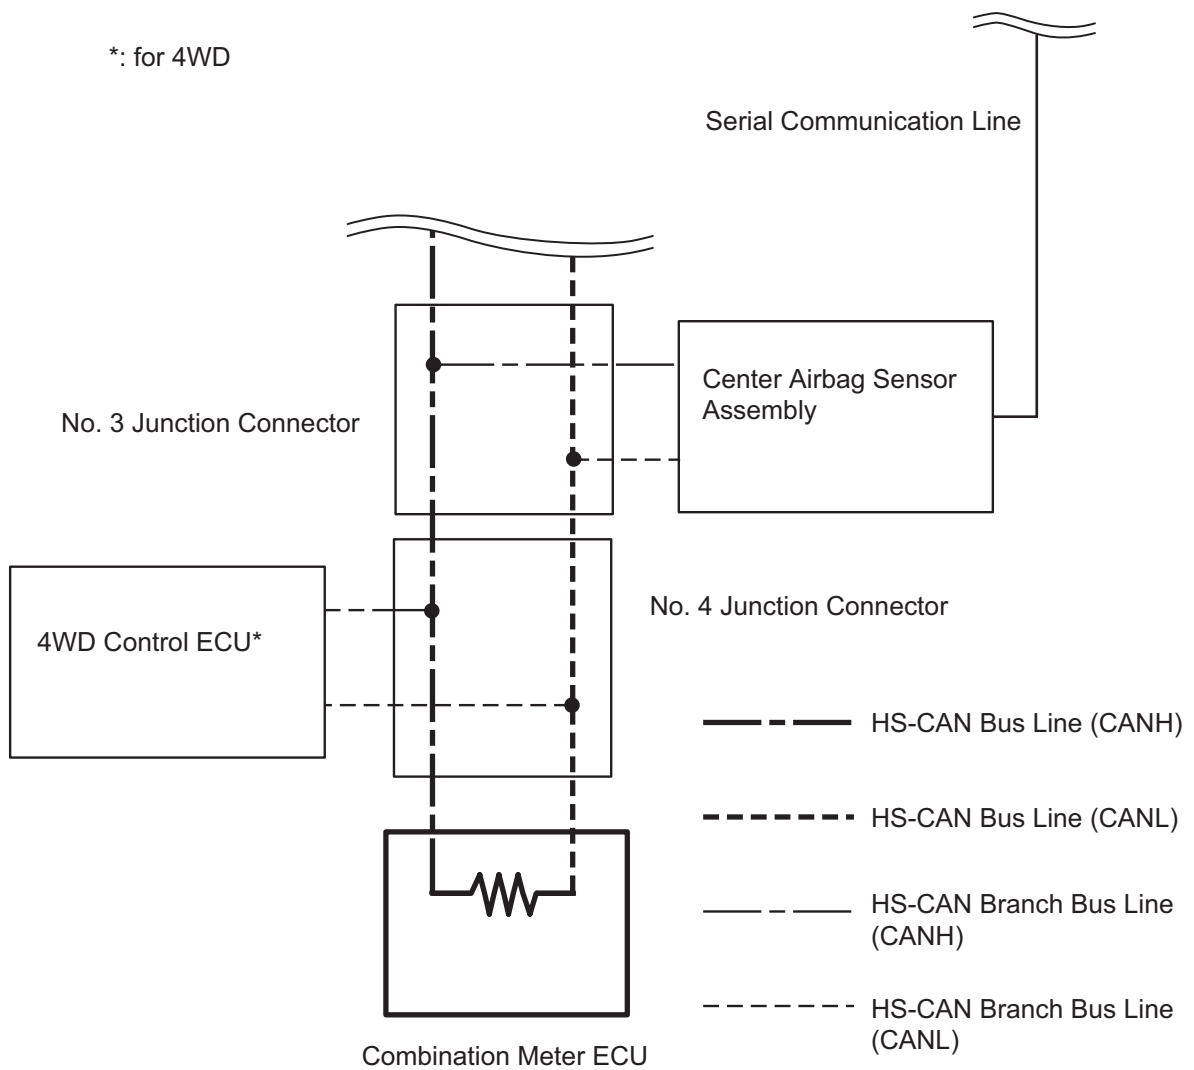 *: for 4WD
Serial Communication Line
Center Airbag Sensor
Assembly
No. 3 Junction Connector
No. 4 Junction Connector
4WD Control ECU*
HS-CAN Bus Line (CANH)
HS-CAN Bus Line (CANL)
HS-CAN Branch Bus Line
(CANH)
HS-CAN Branch Bus Line
(CANL)
Combination Meter ECU